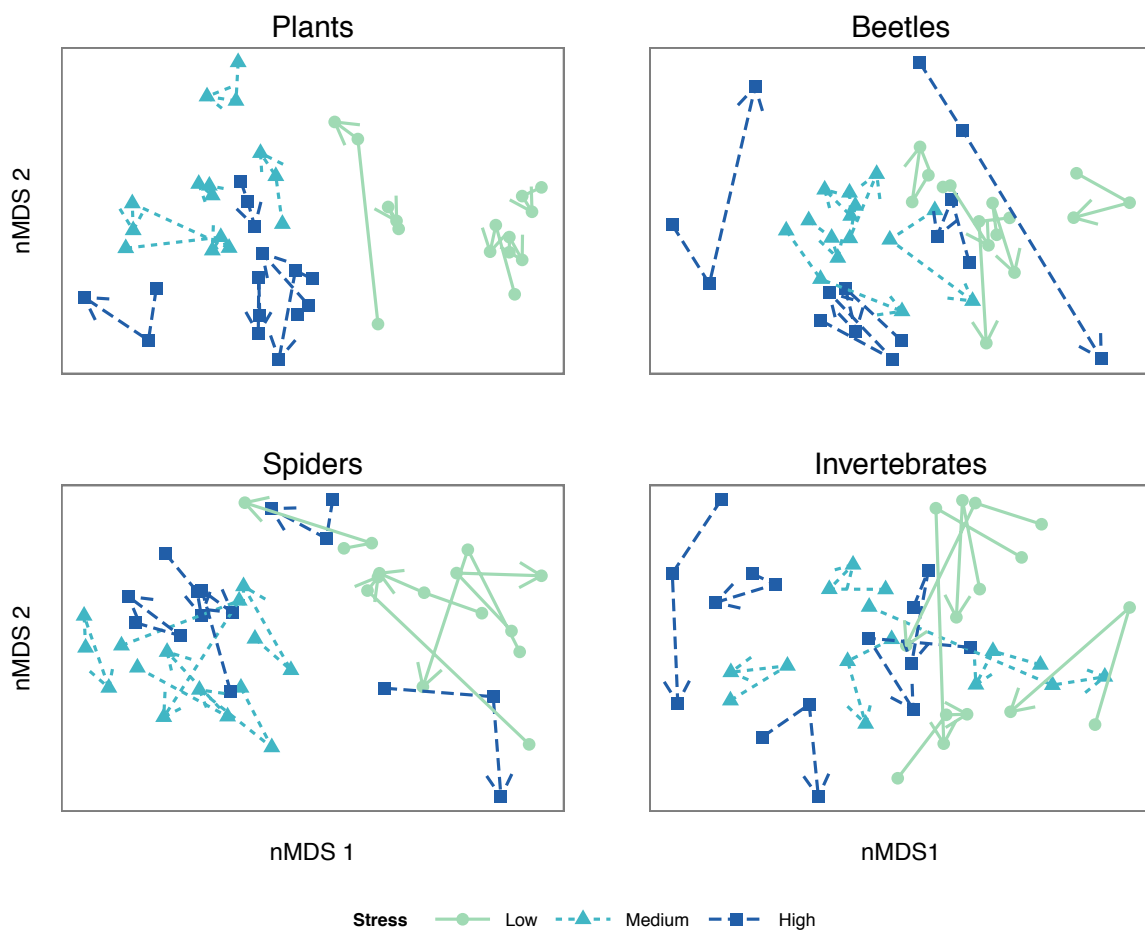 Plants
Beetles
nMDS 2
Spiders
Invertebrates
nMDS 2
nMDS 1
nMDS1
Stress Low Medium High